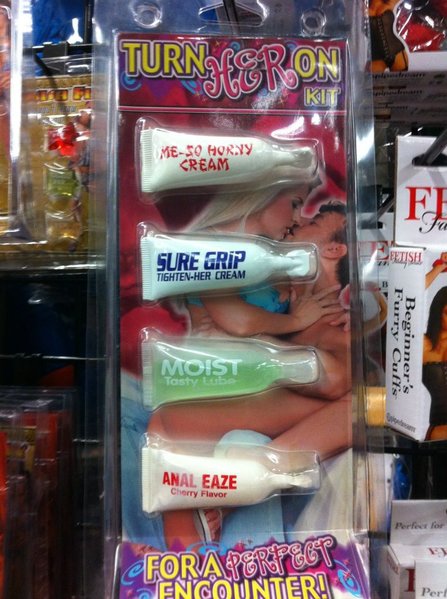 TURN HER ON
KIT
ME-SO HORNY
CREAM
SURE GRIP
TIGHTEN-HER CREAM
MOIST
Tasty Lube
ANAL EAZE
Cherry Flavor
FOR A PERFECT
ENCOUNTER!
FETISH
Beginner's
Furry Cuffs
Pipedream
Perfect for